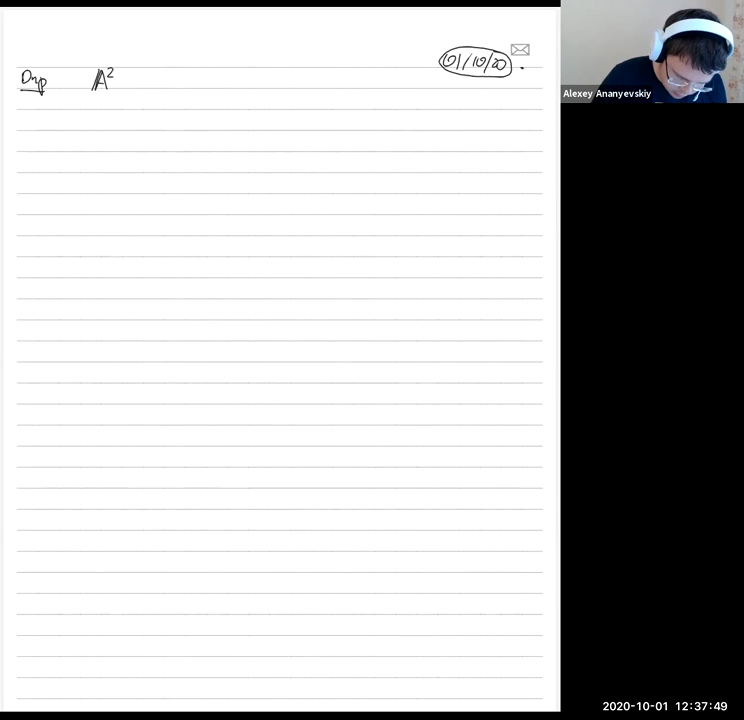 01/10/20
Опр 𝔸²
Alexey Ananyevskiy
2020-10-01 12:37:49